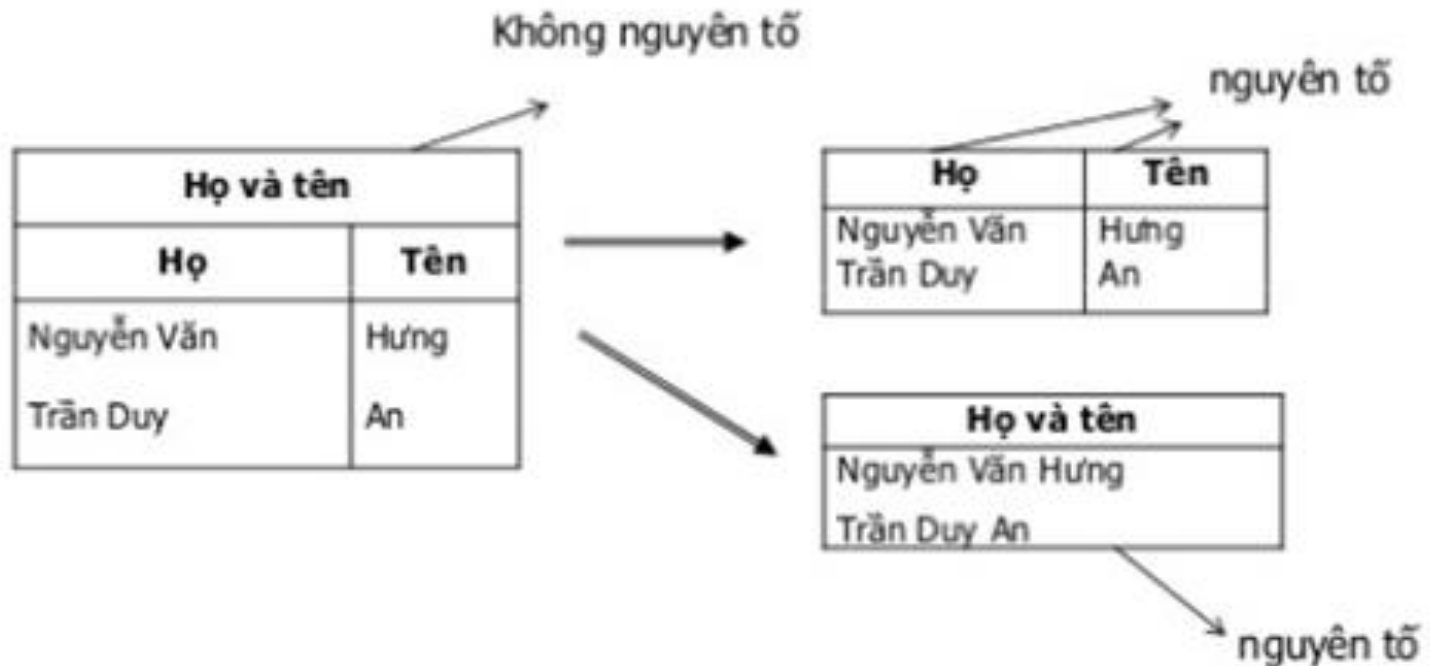 Không nguyên tố
nguyên tố
Họ và tên
Họ Tên
Nguyễn Văn Hưng
Trần Duy An
Họ Tên
Nguyễn Văn Hưng
Trần Duy An
Họ và tên
Nguyễn Văn Hưng
Trần Duy An
nguyên tố